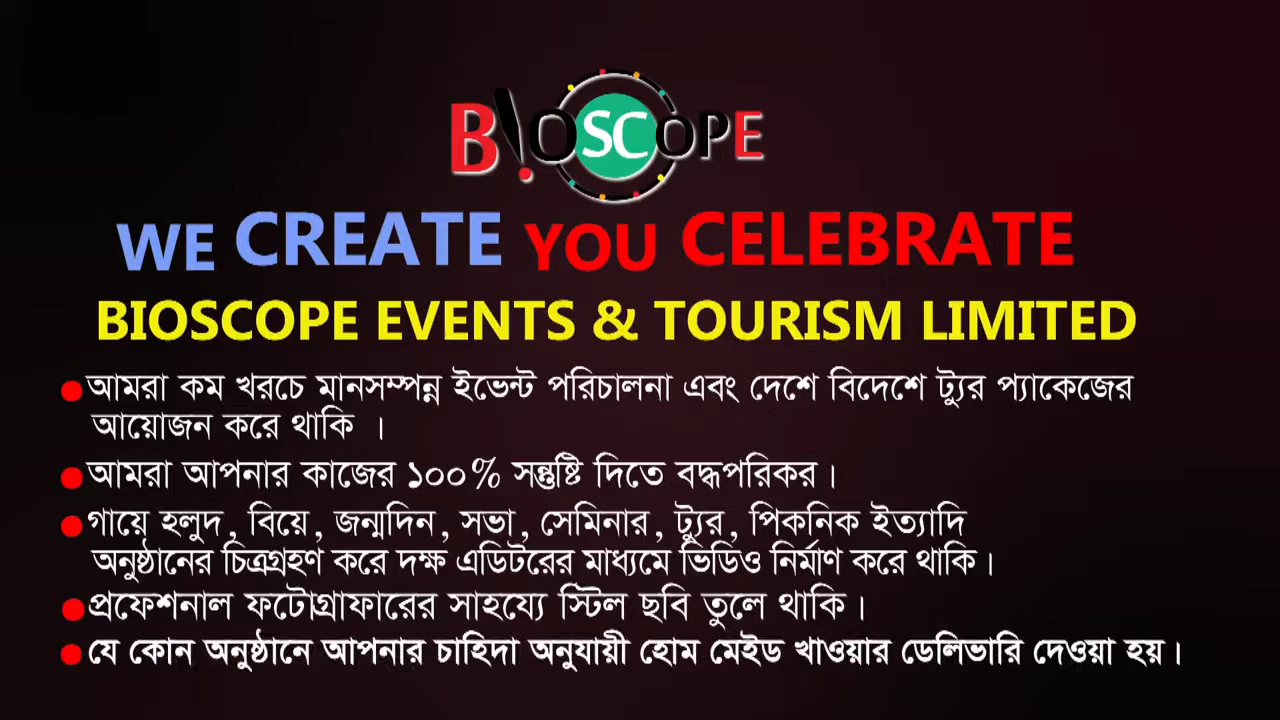 BIOSCOPE
WE CREATE YOU CELEBRATE
BIOSCOPE EVENTS & TOURISM LIMITED
আমরা কম খরচে মানসম্পন্ন ইভেন্ট পরিচালনা এবং দেশে বিদেশে ট্যুর প্যাকেজের
আয়োজন করে থাকি ।
আমরা আপনার কাজের ১০০% সন্তুষ্টি দিতে বদ্ধপরিকর।
গায়ে হলুদ, বিয়ে, জন্মদিন, সভা, সেমিনার, ট্যুর, পিকনিক ইত্যাদি
অনুষ্ঠানের চিত্রগ্রহণ করে দক্ষ এডিটরের মাধ্যমে ভিডিও নির্মাণ করে থাকি।
প্রফেশনাল ফটোগ্রাফারের সাহয্যে স্টিল ছবি তুলে থাকি।
যে কোন অনুষ্ঠানে আপনার চাহিদা অনুযায়ী হোম মেইড খাওয়ার ডেলিভারি দেওয়া হয়।